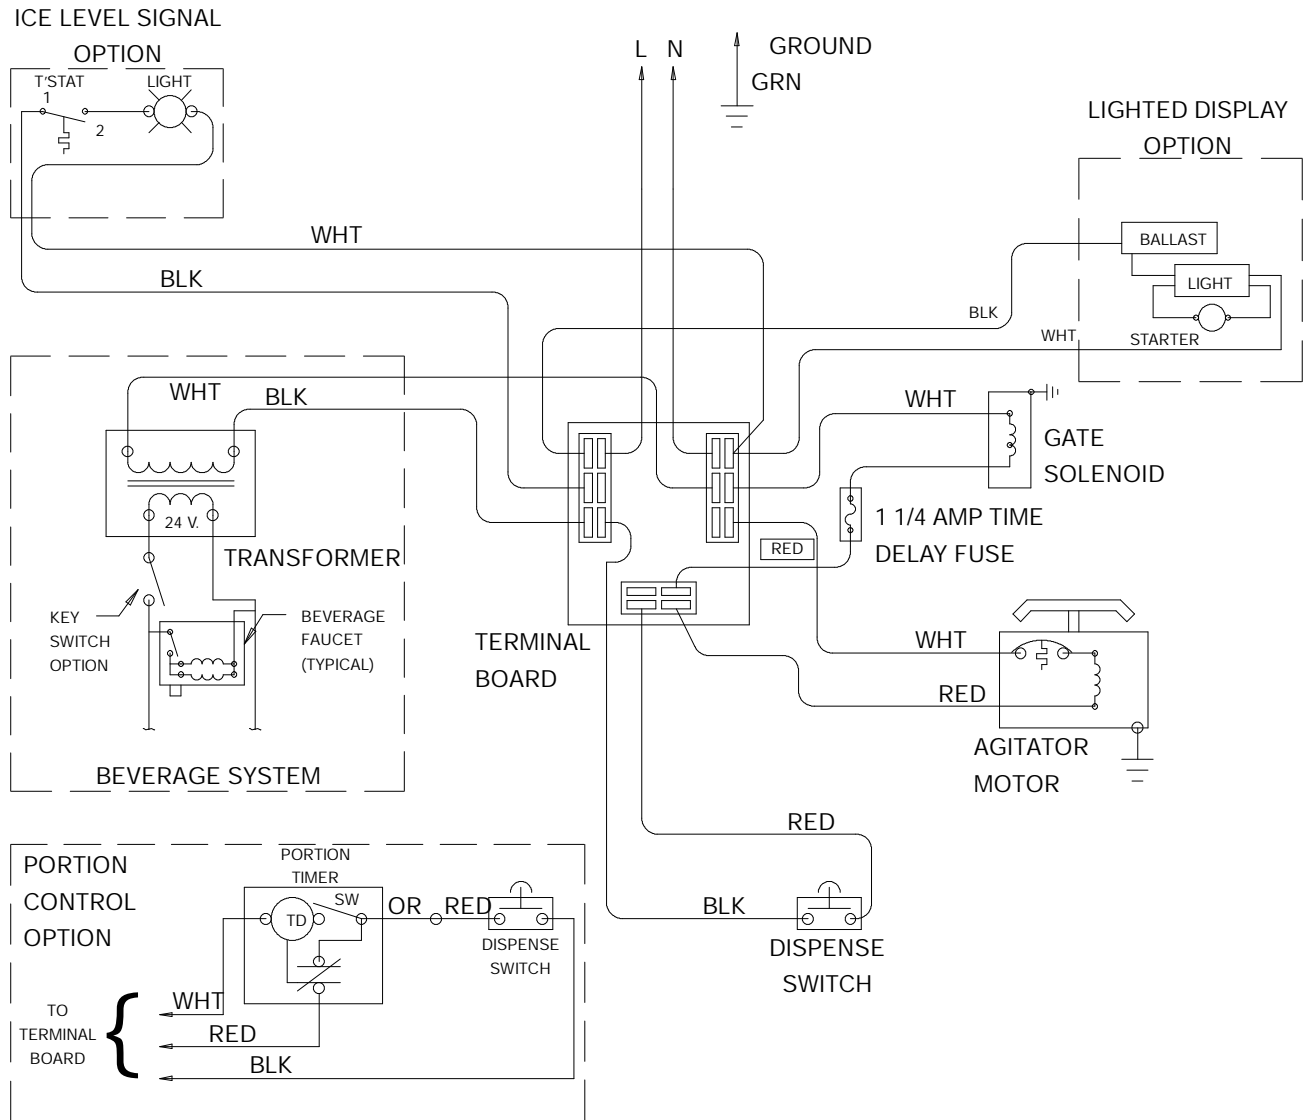 ICE LEVEL SIGNAL
OPTION
T'STAT
LIGHT
1
2
L N
GROUND
GRN
LIGHTED DISPLAY
OPTION
BALLAST
LIGHT
STARTER
WHT
BLK
BLK
WHT
WHT
BLK
WHT
GATE
SOLENOID
24 V.
TRANSFORMER
1 1/4 AMP TIME
DELAY FUSE
RED
KEY
SWITCH
OPTION
BEVERAGE
FAUCET
(TYPICAL)
TERMINAL
BOARD
WHT
RED
AGITATOR
MOTOR
BEVERAGE SYSTEM
RED
PORTION
CONTROL
OPTION
PORTION
TIMER
SW
TD
OR RED
DISPENSE
SWITCH
BLK
DISPENSE
SWITCH
TO
TERMINAL
BOARD
WHT
RED
BLK